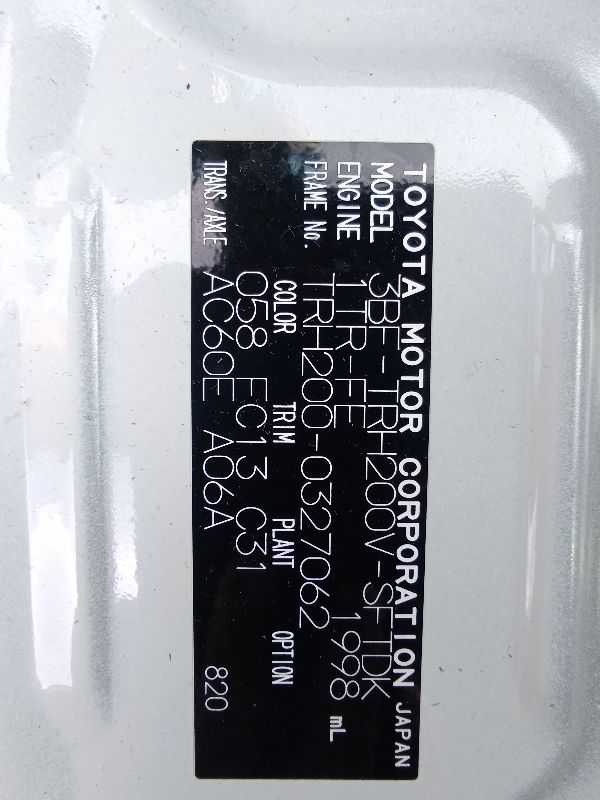 TOYOTA MOTOR CORPORATION JAPAN
MODEL 3BF-TRH200V-SFTDK
ENGINE 1TR-FE 1998 mL
FRAME No. TRH200-0327062
COLOR TRIM PLANT OPTION
058 FC13 C31
TRANS./AXLE AC60E A06A 820